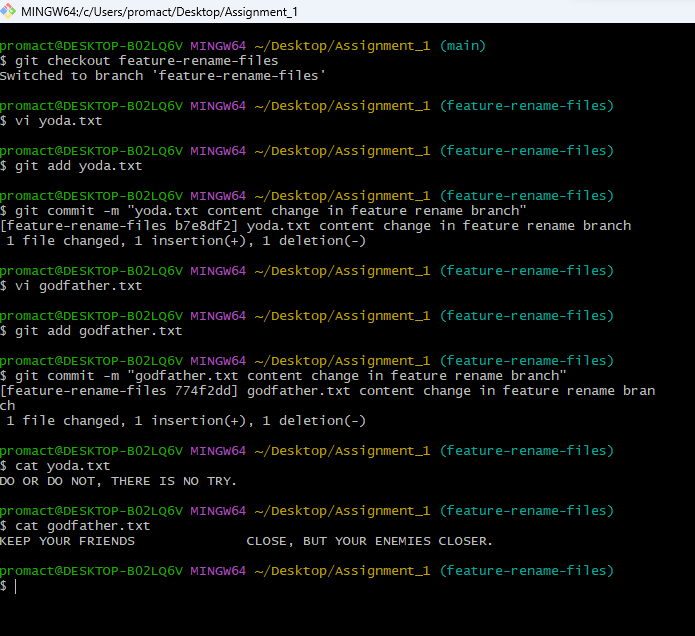 MINGW64:/c/Users/promact/Desktop/Assignment_1
promact@DESKTOP-B02LQ6V MINGW64 ~/Desktop/Assignment_1 (main)
$ git checkout feature-rename-files
Switched to branch 'feature-rename-files'
promact@DESKTOP-B02LQ6V MINGW64 ~/Desktop/Assignment_1 (feature-rename-files)
$ vi yoda.txt
promact@DESKTOP-B02LQ6V MINGW64 ~/Desktop/Assignment_1 (feature-rename-files)
$ git add yoda.txt
promact@DESKTOP-B02LQ6V MINGW64 ~/Desktop/Assignment_1 (feature-rename-files)
$ git commit -m "yoda.txt content change in feature rename branch"
[feature-rename-files b7e8df2] yoda.txt content change in feature rename branch
 1 file changed, 1 insertion(+), 1 deletion(-)
promact@DESKTOP-B02LQ6V MINGW64 ~/Desktop/Assignment_1 (feature-rename-files)
$ vi godfather.txt
promact@DESKTOP-B02LQ6V MINGW64 ~/Desktop/Assignment_1 (feature-rename-files)
$ git add godfather.txt
promact@DESKTOP-B02LQ6V MINGW64 ~/Desktop/Assignment_1 (feature-rename-files)
$ git commit -m "godfather.txt content change in feature rename branch"
[feature-rename-files 774f2dd] godfather.txt content change in feature rename bran
ch
 1 file changed, 1 insertion(+), 1 deletion(-)
promact@DESKTOP-B02LQ6V MINGW64 ~/Desktop/Assignment_1 (feature-rename-files)
$ cat yoda.txt
DO OR DO NOT, THERE IS NO TRY.
promact@DESKTOP-B02LQ6V MINGW64 ~/Desktop/Assignment_1 (feature-rename-files)
$ cat godfather.txt
KEEP YOUR FRIENDS              CLOSE, BUT YOUR ENEMIES CLOSER.
promact@DESKTOP-B02LQ6V MINGW64 ~/Desktop/Assignment_1 (feature-rename-files)
$